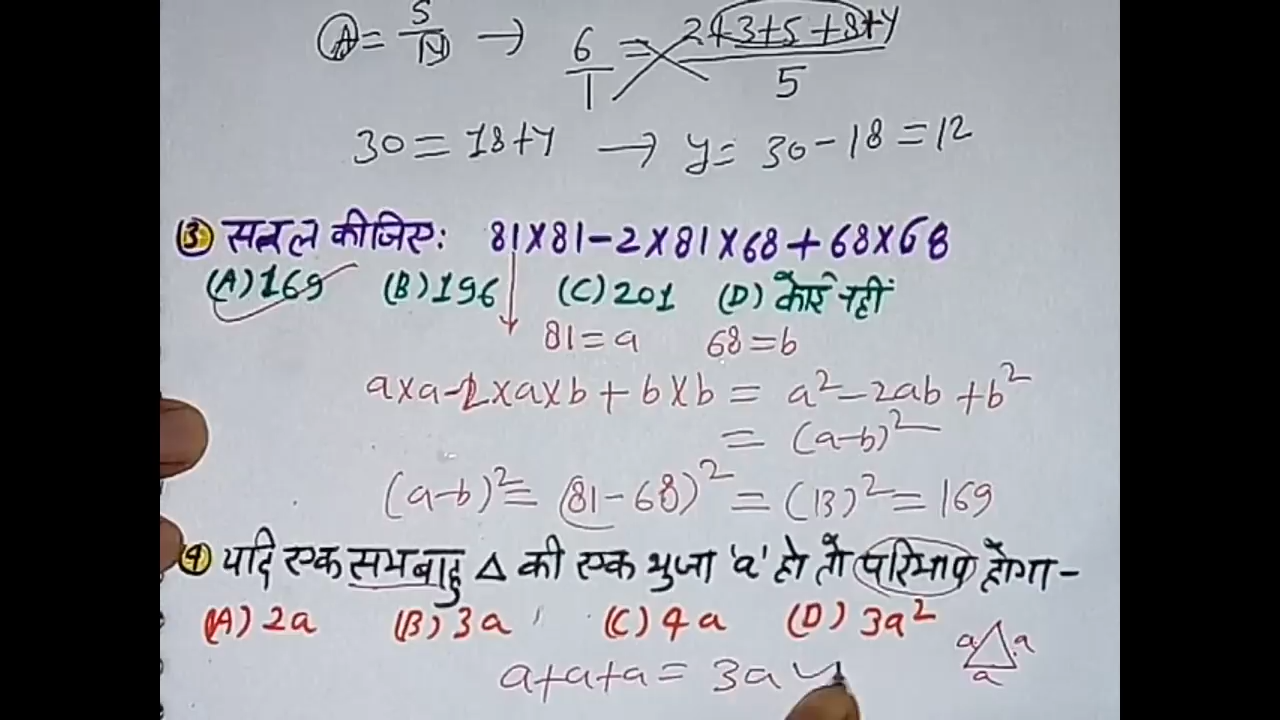 A = S/N → 6/1 = 2+3+5+8+y/5
30 = 18+y → y = 30-18 = 12
(3) सरल कीजिए: 81×81-2×81×68+68×68
(A) 169 (B) 196 (C) 201 (D) कोई नहीं
81=a 68=b
a×a-2×a×b+b×b = a²-2ab+b²
= (a-b)²
(a-b)² = (81-68)² = (13)² = 169
(4) यदि एक समबाहु Δ की एक भुजा 'a' हो तो परिमाप होगा-
(A) 2a (B) 3a (C) 4a (D) 3a²
a a
a
a+a+a = 3a